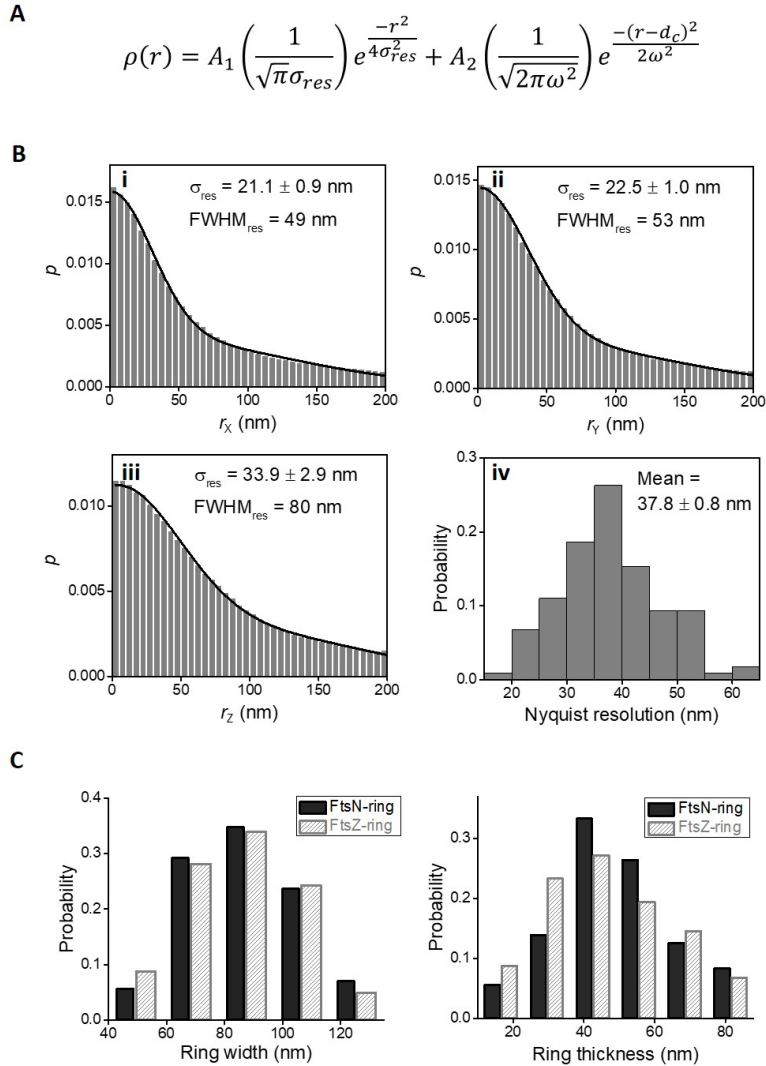 A
ρ(r) = A₁ (1/(√π σ_res)) e^(−r²/(4σ²_res)) + A₂ (1/√(2πω²)) e^(−(r−d_c)²/(2ω²))
B
i
σres = 21.1 ± 0.9 nm
FWHMres = 49 nm
0.015
0.010
0.005
0.000
p
0 50 100 150 200
rX (nm)
ii
σres = 22.5 ± 1.0 nm
FWHMres = 53 nm
0.015
0.010
0.005
0.000
p
0 50 100 150 200
rY (nm)
iii
σres = 33.9 ± 2.9 nm
FWHMres = 80 nm
0.010
0.005
0.000
p
0 50 100 150 200
rZ (nm)
iv
Mean =
37.8 ± 0.8 nm
0.3
0.2
0.1
0.0
Probability
20 30 40 50 60
Nyquist resolution (nm)
C
FtsN-ring
FtsZ-ring
0.4
0.3
0.2
0.1
0.0
Probability
40 60 80 100 120
Ring width (nm)
FtsN-ring
FtsZ-ring
0.3
0.2
0.1
0.0
Probability
20 40 60 80
Ring thickness (nm)